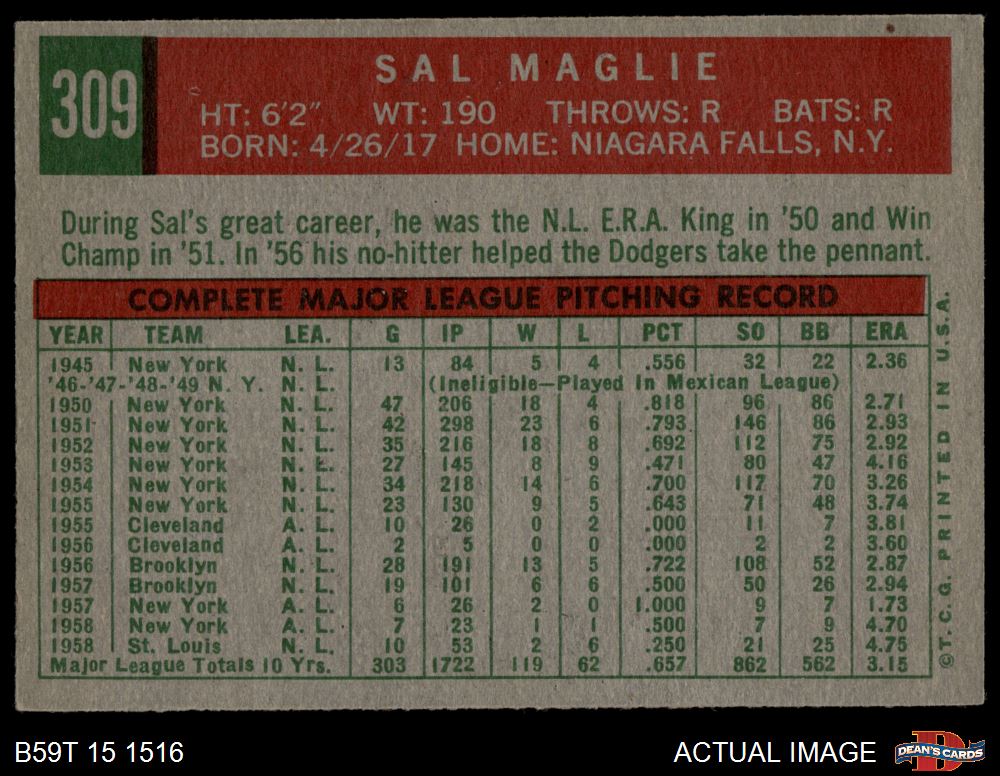 309
SAL MAGLIE
HT: 6'2" WT: 190 THROWS: R BATS: R
BORN: 4/26/17 HOME: NIAGARA FALLS, N.Y.
During Sal's great career, he was the N.L. E.R.A. King in '50 and Win
Champ in '51. In '56 his no-hitter helped the Dodgers take the pennant.
COMPLETE MAJOR LEAGUE PITCHING RECORD
YEAR TEAM LEA. G IP W L PCT SO BB ERA
1945 New York N. L. 13 84 5 4 .556 32 22 2.36
'46-'47-'48-'49 N. Y. N. L. (Ineligible—Played In Mexican League)
1950 New York N. L. 47 206 18 4 .818 96 86 2.71
1951 New York N. L. 42 298 23 6 .793 146 86 2.93
1952 New York N. L. 35 216 18 8 .692 112 75 2.92
1953 New York N. L. 27 145 8 9 .471 80 47 4.16
1954 New York N. L. 34 218 14 6 .700 117 70 3.26
1955 New York N. L. 23 130 9 5 .643 71 48 3.74
1955 Cleveland A. L. 10 26 0 2 .000 11 7 3.81
1956 Cleveland A. L. 2 5 0 0 .000 2 2 3.60
1956 Brooklyn N. L. 28 191 13 5 .722 108 52 2.87
1957 Brooklyn N. L. 19 101 6 6 .500 50 26 2.94
1957 New York A. L. 6 26 2 0 1.000 9 7 1.73
1958 New York A. L. 7 23 1 1 .500 7 9 4.70
1958 St. Louis N. L. 10 53 2 6 .250 21 25 4.75
Major League Totals 10 Yrs. 303 1722 119 62 .657 862 562 3.15
©T. C. G. PRINTED IN U.S.A.
B59T 15 1516
ACTUAL IMAGE
D
DEAN'S CARDS